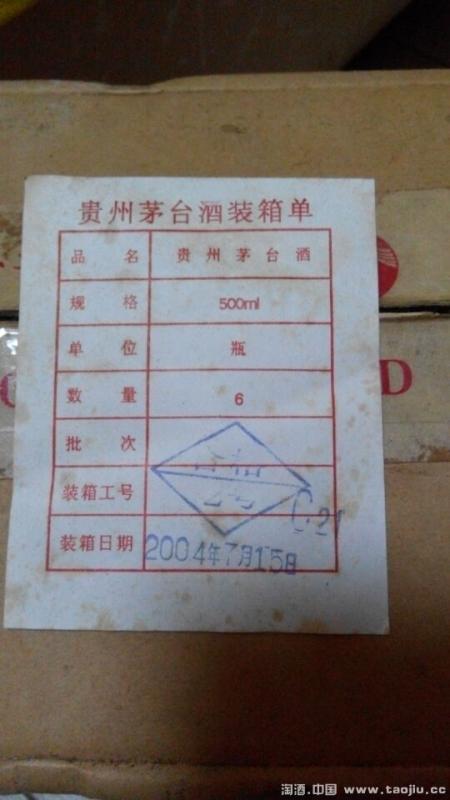 贵州茅台酒装箱单
品 名 贵州茅台酒
规 格 500ml
单 位 瓶
数 量 6
批 次
合格
装箱工号
装箱日期 2004年7月15日
D
淘酒.中国 www.taojiu.cc